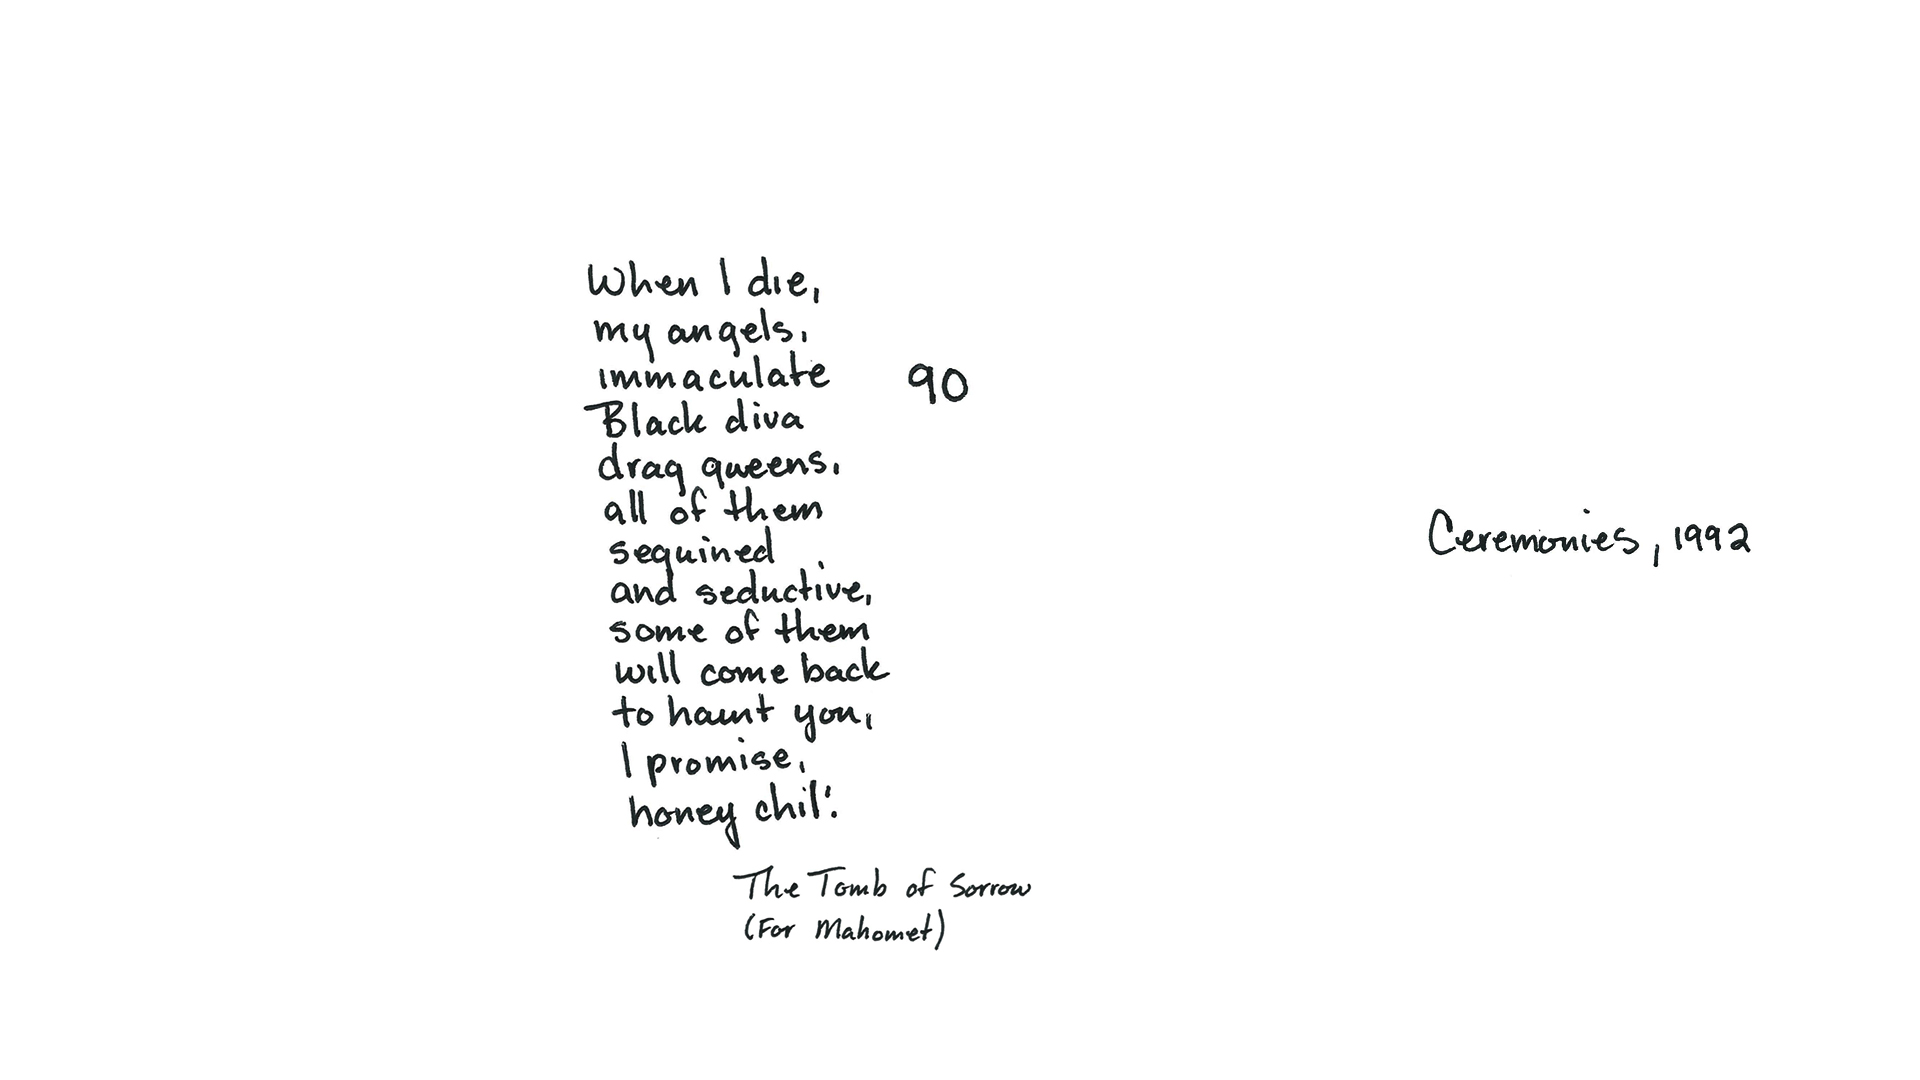 When I die,
my angels,
immaculate
Black diva
drag queens,
all of them
sequined
and seductive,
some of them
will come back
to haunt you,
I promise,
honey chil'.
90
The Tomb of Sorrow
(For Mahomet)
Ceremonies, 1992